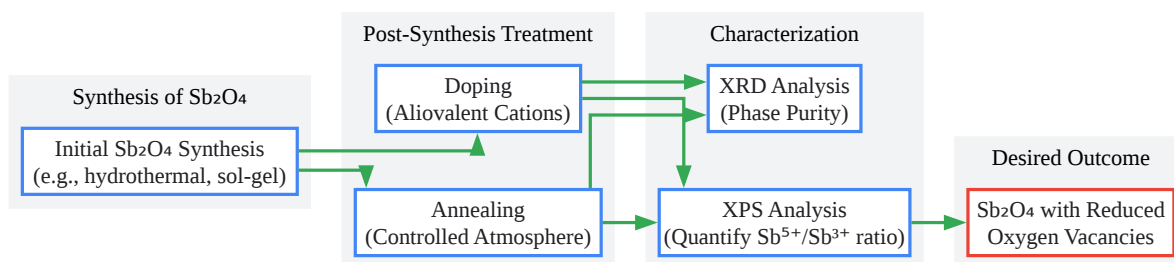 Synthesis of Sb₂O₄
Initial Sb₂O₄ Synthesis
(e.g., hydrothermal, sol-gel)
Post-Synthesis Treatment
Doping
(Aliovalent Cations)
Annealing
(Controlled Atmosphere)
Characterization
XRD Analysis
(Phase Purity)
XPS Analysis
(Quantify Sb⁵⁺/Sb³⁺ ratio)
Desired Outcome
Sb₂O₄ with Reduced
Oxygen Vacancies